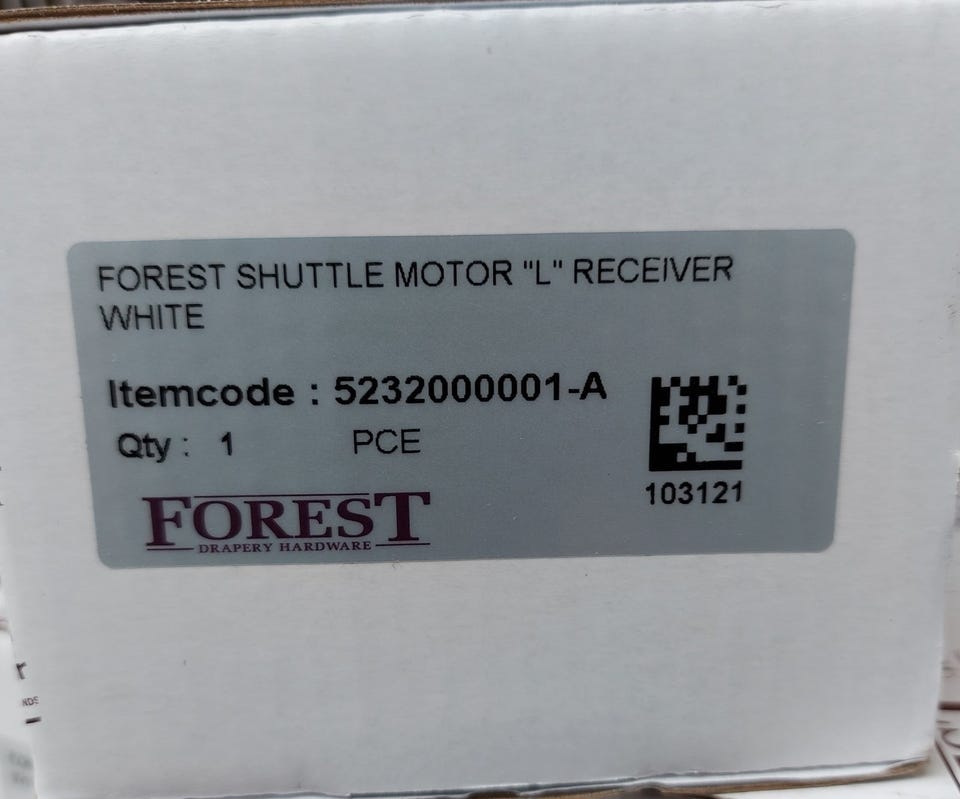 FOREST SHUTTLE MOTOR "L" RECEIVER
WHITE
Itemcode : 5232000001-A
Qty : 1 PCE
103121
FOREST
DRAPERY HARDWARE